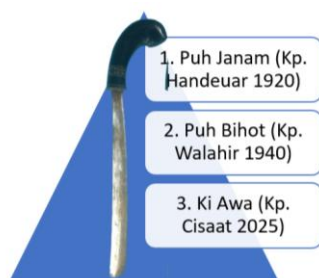 1. Puh Janam (Kp.
Handeuar 1920)
2. Puh Bihot (Kp.
Walahir 1940)
3. Ki Awa (Kp.
Cisaat 2025)